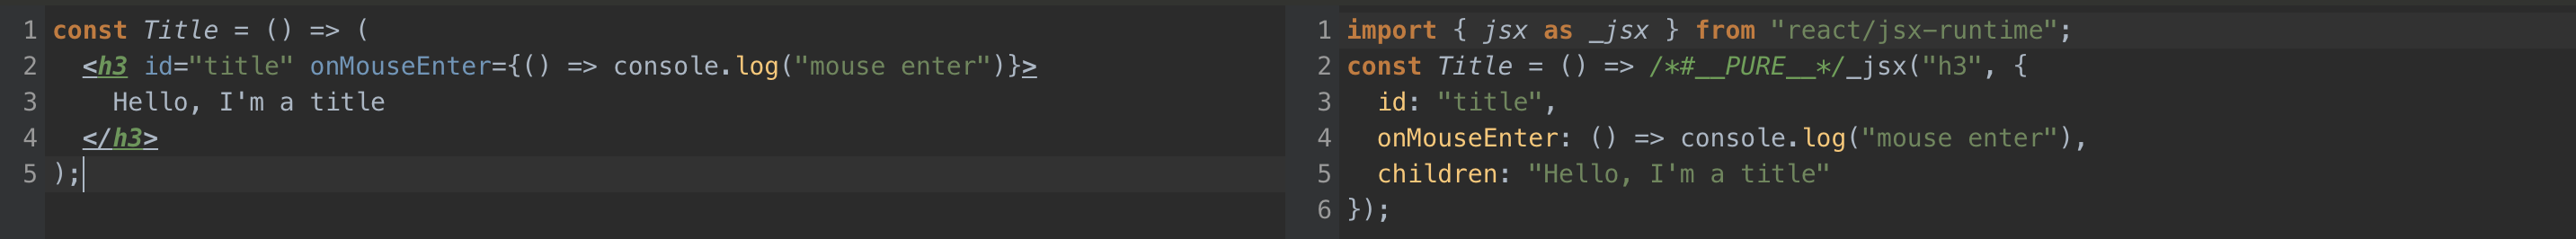 1 const Title = () => (
2   <h3 id="title" onMouseEnter={() => console.log("mouse enter")}>
3     Hello, I'm a title
4   </h3>
5 );
1 import { jsx as _jsx } from "react/jsx-runtime";
2 const Title = () => /*#__PURE__*/_jsx("h3", {
3   id: "title",
4   onMouseEnter: () => console.log("mouse enter"),
5   children: "Hello, I'm a title"
6 });